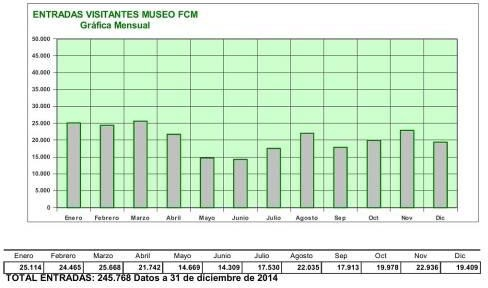 ENTRADAS VISITANTES MUSEO FCM
Gráfica Mensual
50.000
45.000
40.000
35.000
30.000
25.000
20.000
15.000
10.000
5.000
0
Enero Febrero Marzo Abril Mayo Junio Julio Agosto Sep Oct Nov Dic
Enero Febrero Marzo Abril Mayo Junio Julio Agosto Sep Oct Nov Dic
25.114 24.465 25.668 21.742 14.669 14.309 17.530 22.035 17.913 19.978 22.936 19.409
TOTAL ENTRADAS: 245.768 Datos a 31 de diciembre de 2014